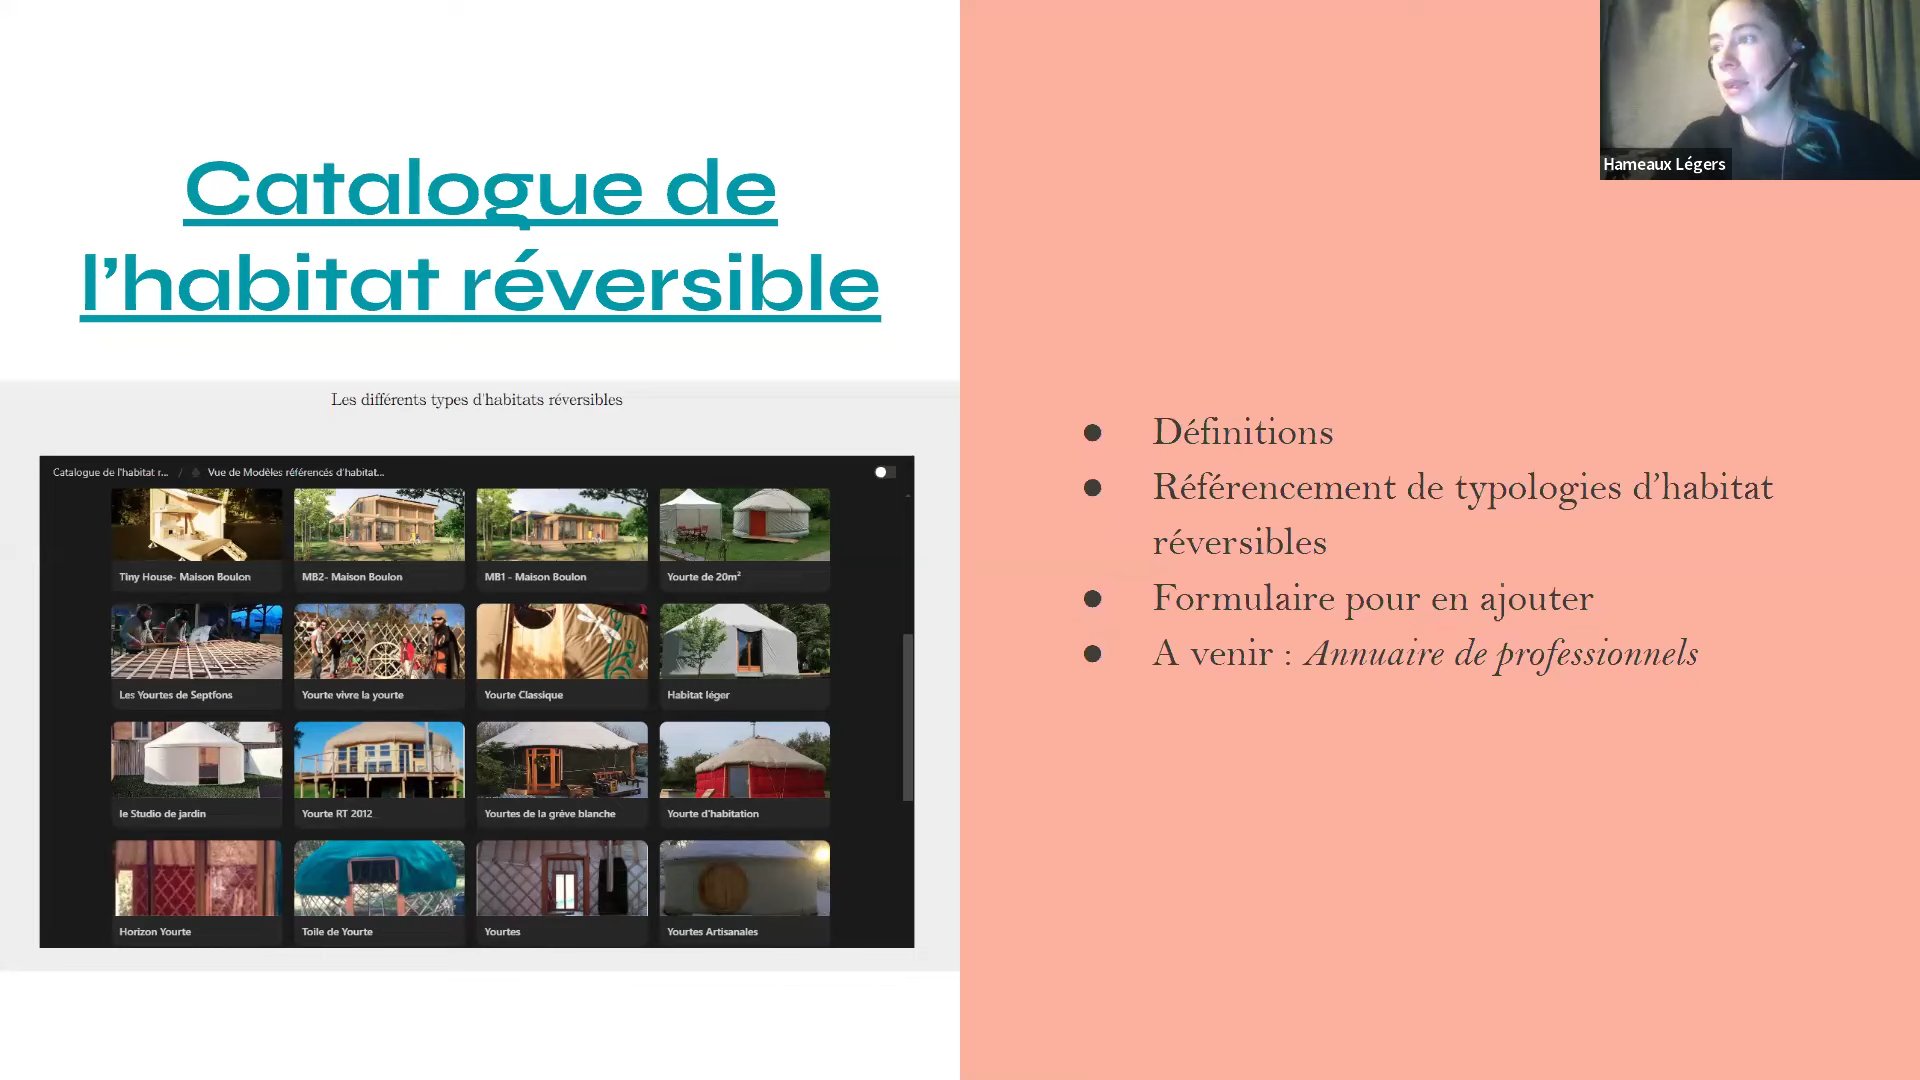 Catalogue de
l’habitat réversible
Les différents types d'habitats réversibles
Catalogue de l'habitat r... / Vue de Modèles référencés d'habitat...
Tiny House- Maison Boulon
MB2- Maison Boulon
MB1 - Maison Boulon
Yourte de 20m²
Les Yourtes de Septfons
Yourte vivre la yourte
Yourte Classique
Habitat léger
le Studio de jardin
Yourte RT 2012
Yourtes de la grève blanche
Yourte d'habitation
Horizon Yourte
Toile de Yourte
Yourtes
Yourtes Artisanales
Hameaux Légers
● Définitions
● Référencement de typologies d’habitat
réversibles
● Formulaire pour en ajouter
● A venir : Annuaire de professionnels